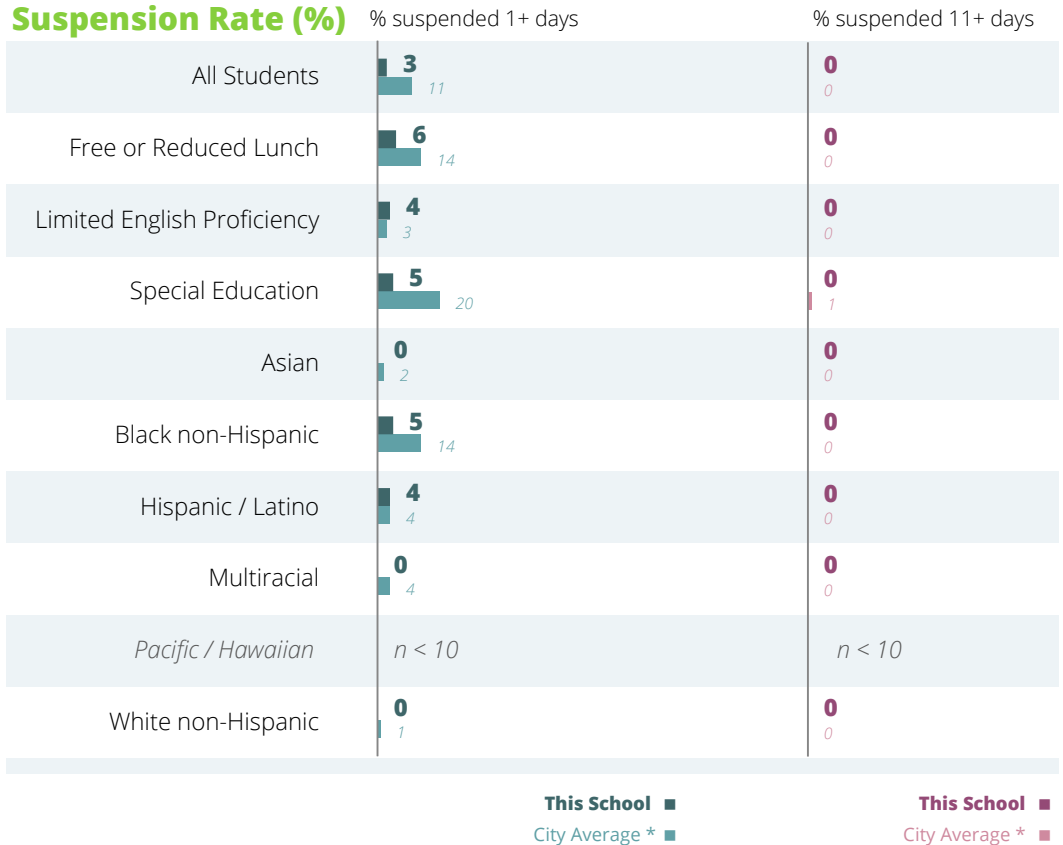 Suspension Rate (%) % suspended 1+ days % suspended 11+ days
All Students 3 0
11 0
Free or Reduced Lunch 6 0
14 0
Limited English Proficiency 4 0
3 0
Special Education 5 0
20 1
Asian 0 0
2 0
Black non-Hispanic 5 0
14 0
Hispanic / Latino 4 0
4 0
Multiracial 0 0
4 0
Pacific / Hawaiian n < 10 n < 10
White non-Hispanic 0 0
1 0
This School This School
City Average * City Average *